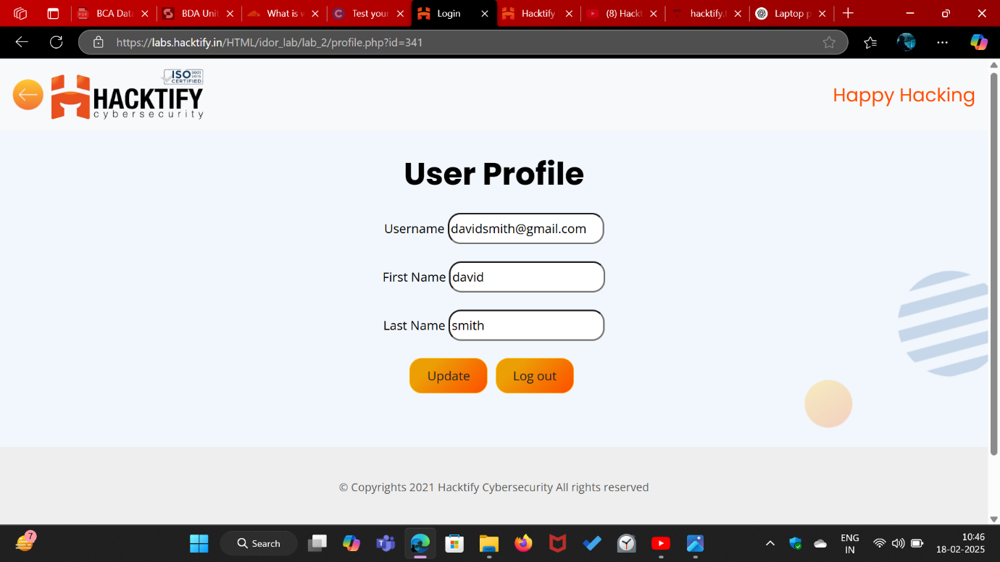 BCA Data
BDA Unit
What is w
Test your
Login
Hacktify
(8) Hackt
hacktify.
Laptop p
https://labs.hacktify.in/HTML/idor_lab/lab_2/profile.php?id=341
ISO 9001 2015
CERTIFIED
HACKTIFY
cybersecurity
Happy Hacking
User Profile
Username davidsmith@gmail.com
First Name david
Last Name smith
Update Log out
© Copyrights 2021 Hacktify Cybersecurity All rights reserved
7
Search
ENG
IN
10:46
18-02-2025